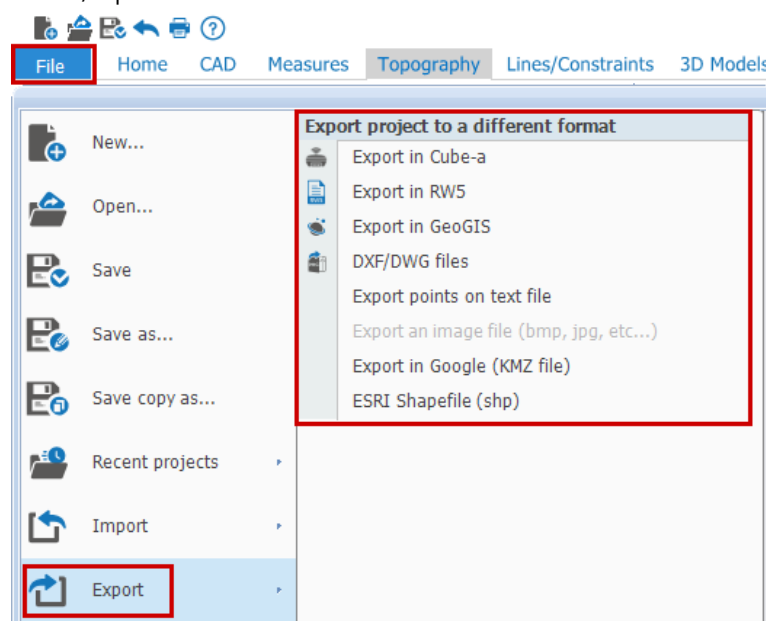 File Home CAD Measures Topography Lines/Constraints 3D Models
New...
Open...
Save
Save as...
Save copy as...
Recent projects
Import
Export
Export project to a different format
Export in Cube-a
Export in RW5
Export in GeoGIS
DXF/DWG files
Export points on text file
Export an image file (bmp, jpg, etc...)
Export in Google (KMZ file)
ESRI Shapefile (shp)